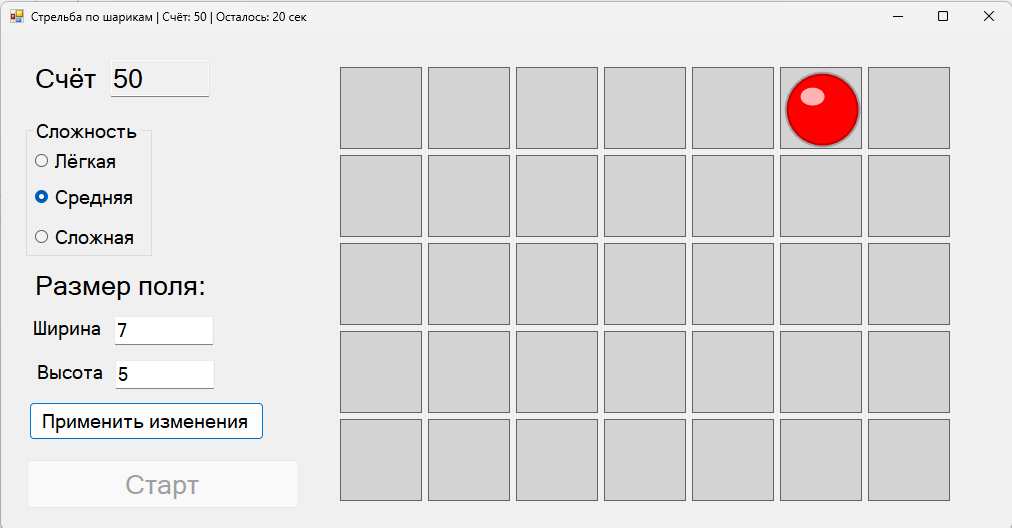 Стрельба по шарикам | Счёт: 50 | Осталось: 20 сек
Счёт 50
Сложность
Лёгкая
Средняя
Сложная
Размер поля:
Ширина 7
Высота 5
Применить изменения
Старт